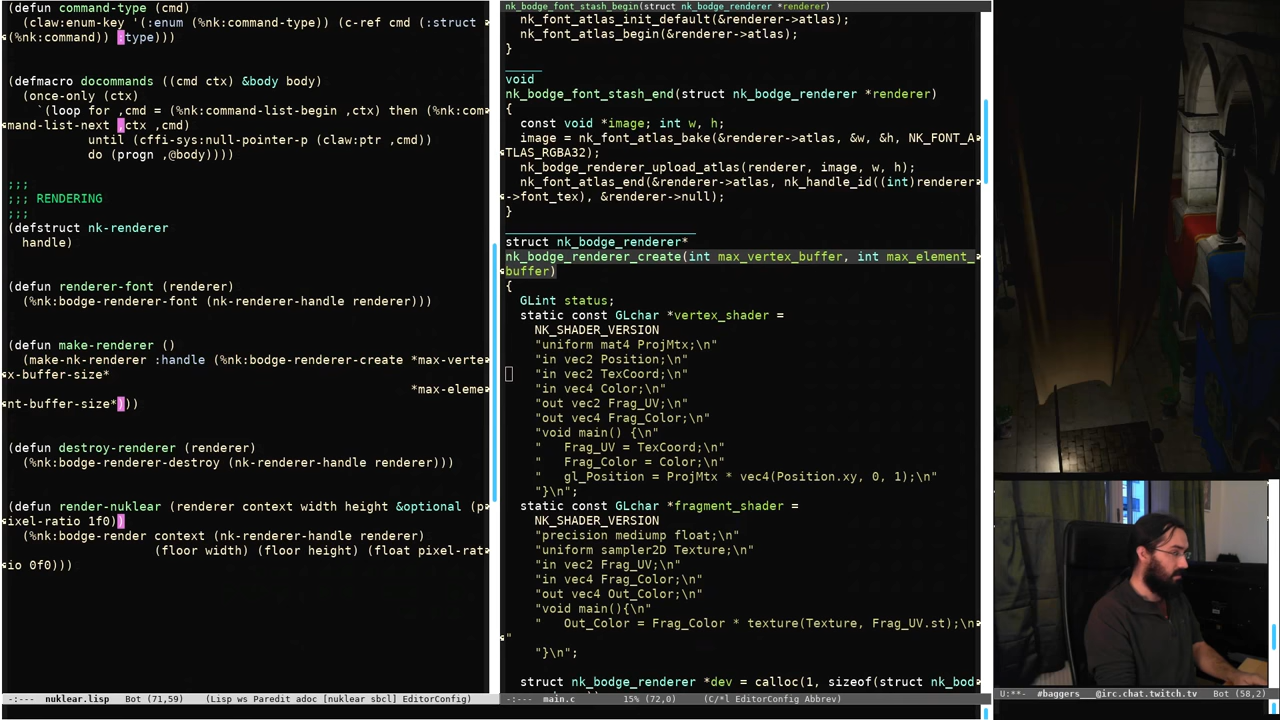 (defun command-type (cmd)
  (claw:enum-key '(:enum (%nk:command-type)) (c-ref cmd (:struct
(%nk:command)) :type)))
(defmacro docommands ((cmd ctx) &body body)
  (once-only (ctx)
    `(loop for ,cmd = (%nk:command-list-begin ,ctx) then (%nk:com
mand-list-next ,ctx ,cmd)
           until (cffi-sys:null-pointer-p (claw:ptr ,cmd))
           do (progn ,@body))))
;;;
;;; RENDERING
;;;
(defstruct nk-renderer
  handle)
(defun renderer-font (renderer)
  (%nk:bodge-renderer-font (nk-renderer-handle renderer)))
(defun make-renderer ()
  (make-nk-renderer :handle (%nk:bodge-renderer-create *max-verte
x-buffer-size*
                                                       *max-eleme
nt-buffer-size*)))
(defun destroy-renderer (renderer)
  (%nk:bodge-renderer-destroy (nk-renderer-handle renderer)))
(defun render-nuklear (renderer context width height &optional (p
ixel-ratio 1f0))
  (%nk:bodge-render context (nk-renderer-handle renderer)
                    (floor width) (floor height) (float pixel-rat
io 0f0)))
-:---  nuklear.lisp   Bot (71,59)   (Lisp ws Paredit adoc [nuklear sbcl] EditorConfig)
nk_bodge_font_stash_begin(struct nk_bodge_renderer *renderer)
  nk_font_atlas_init_default(&renderer->atlas);
  nk_font_atlas_begin(&renderer->atlas);
}
void
nk_bodge_font_stash_end(struct nk_bodge_renderer *renderer)
{
  const void *image; int w, h;
  image = nk_font_atlas_bake(&renderer->atlas, &w, &h, NK_FONT_A
TLAS_RGBA32);
  nk_bodge_renderer_upload_atlas(renderer, image, w, h);
  nk_font_atlas_end(&renderer->atlas, nk_handle_id((int)renderer
->font_tex), &renderer->null);
}
struct nk_bodge_renderer*
nk_bodge_renderer_create(int max_vertex_buffer, int max_element_
buffer)
{
  GLint status;
  static const GLchar *vertex_shader =
    NK_SHADER_VERSION
    "uniform mat4 ProjMtx;\n"
    "in vec2 Position;\n"
    "in vec2 TexCoord;\n"
    "in vec4 Color;\n"
    "out vec2 Frag_UV;\n"
    "out vec4 Frag_Color;\n"
    "void main() {\n"
    "   Frag_UV = TexCoord;\n"
    "   Frag_Color = Color;\n"
    "   gl_Position = ProjMtx * vec4(Position.xy, 0, 1);\n"
    "}\n";
  static const GLchar *fragment_shader =
    NK_SHADER_VERSION
    "precision mediump float;\n"
    "uniform sampler2D Texture;\n"
    "in vec2 Frag_UV;\n"
    "in vec4 Frag_Color;\n"
    "out vec4 Out_Color;\n"
    "void main(){\n"
    "   Out_Color = Frag_Color * texture(Texture, Frag_UV.st);\n
"
    "}\n";
  struct nk_bodge_renderer *dev = calloc(1, sizeof(struct nk_bod
-:---  main.c         15% (72,0)     (C/*l EditorConfig Abbrev)
U:**-  #baggers___@irc.chat.twitch.tv   Bot (58,2)